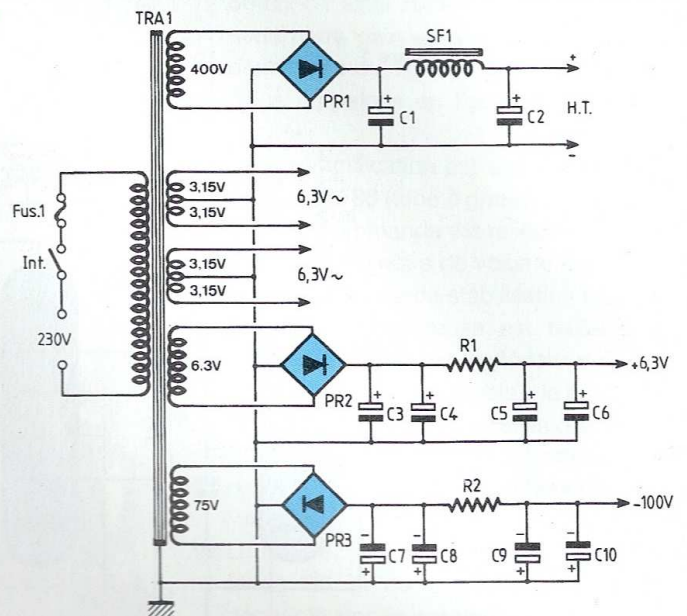 TRA1
SF1
400V
PR1
+
C1
+
C2
+
H.T.
−
3,15V
3,15V
6,3V~
Fus.1
Int.
230V
3,15V
3,15V
6,3V~
6.3V
PR2
R1
+6,3V
+
C3
+
C4
+
C5
+
C6
75V
PR3
R2
−100V
−
C7
+
−
C8
+
−
C9
+
−
C10
+